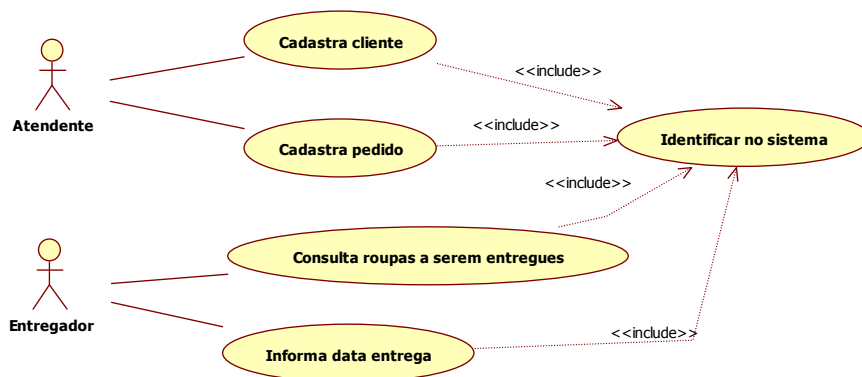 Cadastra cliente
<<include>>
Atendente
Cadastra pedido
<<include>>
Identificar no sistema
<<include>>
Consulta roupas a serem entregues
Entregador
<<include>>
Informa data entrega